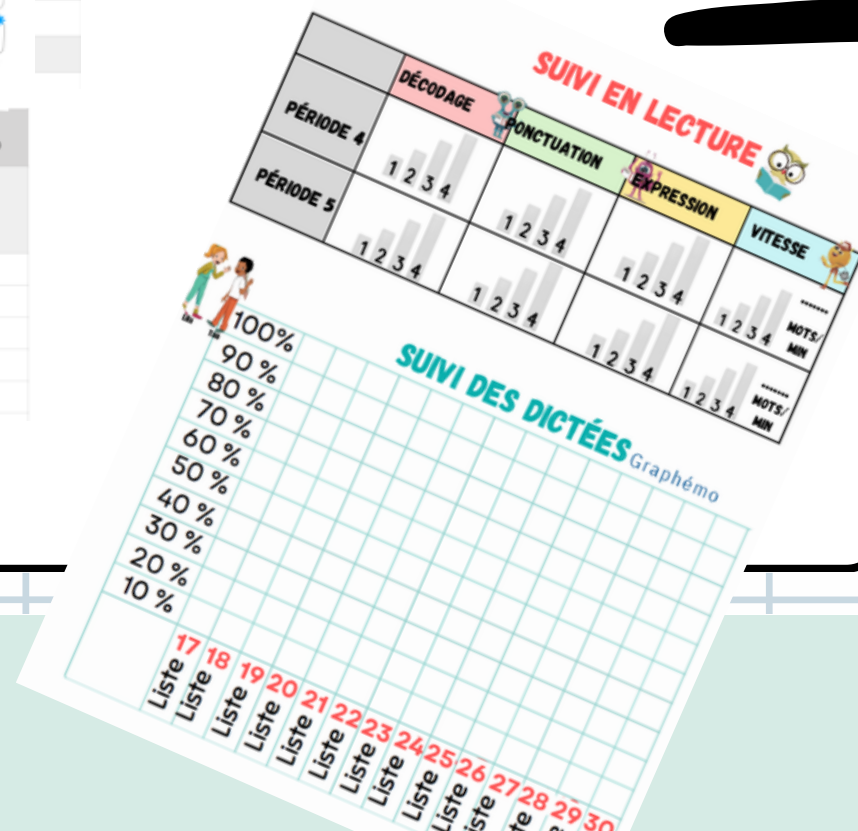 SUIVI EN LECTURE
DÉCODAGE PONCTUATION EXPRESSION VITESSE
PÉRIODE 4 1 2 3 4 1 2 3 4 1 2 3 4 1 2 3 4 ....... MOTS/
MIN
PÉRIODE 5 1 2 3 4 1 2 3 4 1 2 3 4 1 2 3 4 ....... MOTS/
MIN
SUIVI DES DICTÉES Graphémo
100%
90 %
80 %
70 %
60 %
50 %
40 %
30 %
20 %
10 %
Liste 17
Liste 18
Liste 19
Liste 20
Liste 21
Liste 22
Liste 23
Liste 24
Liste 25
Liste 26
27
28
29
30